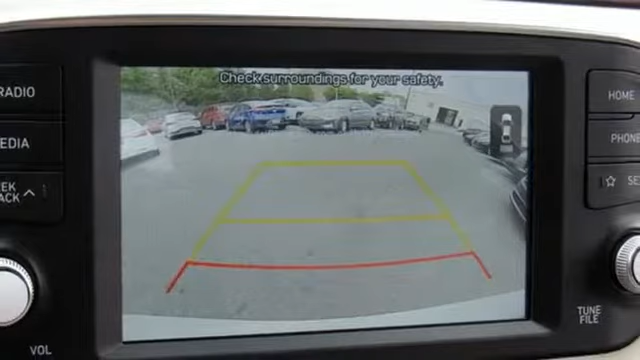 Check surroundings for your safety.
RADIO
HOME
EDIA
PHONE
EK
ACK
SE
VOL
TUNE
FILE